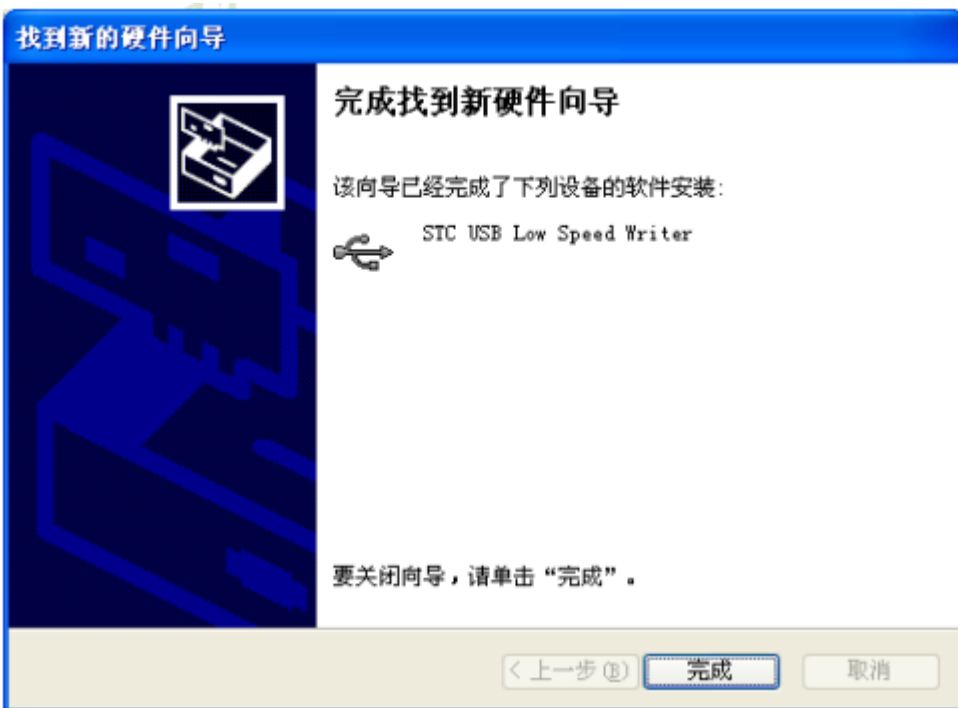 找到新的硬件向导
完成找到新硬件向导
该向导已经完成了下列设备的软件安装:
STC USB Low Speed Writer
要关闭向导，请单击“完成”。
< 上一步(B)
完成
取消